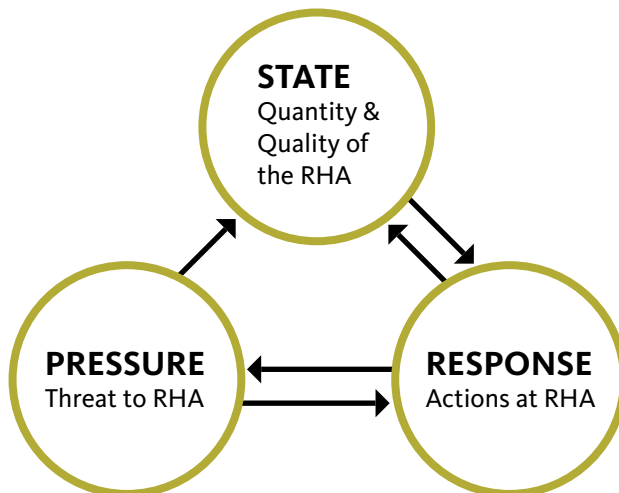 STATE
Quantity &
Quality of
the RHA
PRESSURE
Threat to RHA
RESPONSE
Actions at RHA